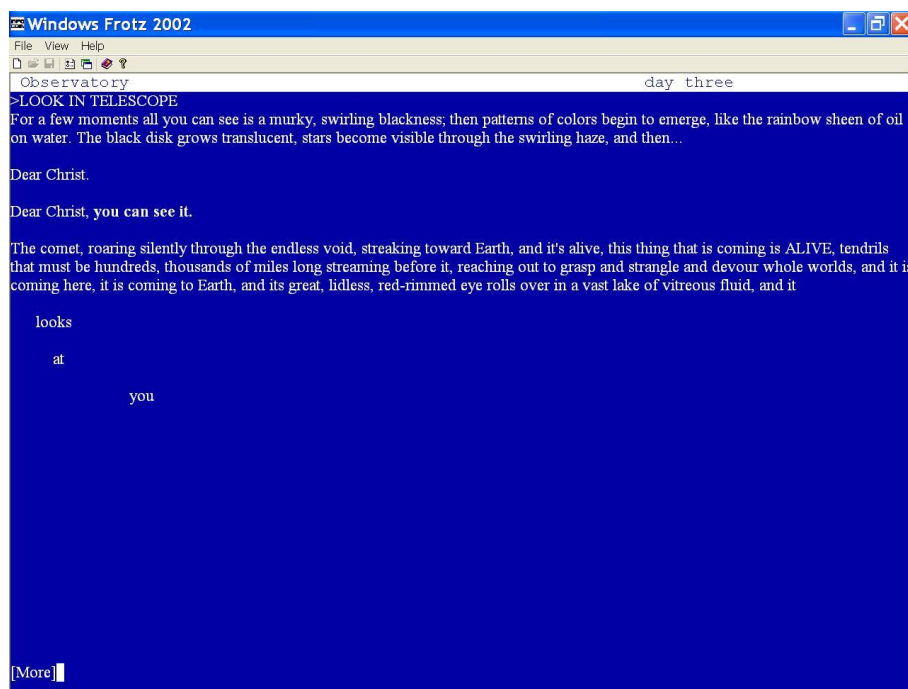 Windows Frotz 2002
File View Help
Observatory day three
>LOOK IN TELESCOPE
For a few moments all you can see is a murky, swirling blackness; then patterns of colors begin to emerge, like the rainbow sheen of oil
on water. The black disk grows translucent, stars become visible through the swirling haze, and then...
Dear Christ.
Dear Christ, you can see it.
The comet, roaring silently through the endless void, streaking toward Earth, and it's alive, this thing that is coming is ALIVE, tendrils
that must be hundreds, thousands of miles long streaming before it, reaching out to grasp and strangle and devour whole worlds, and it is
coming here, it is coming to Earth, and its great, lidless, red-rimmed eye rolls over in a vast lake of vitreous fluid, and it
looks
at
you
[More]